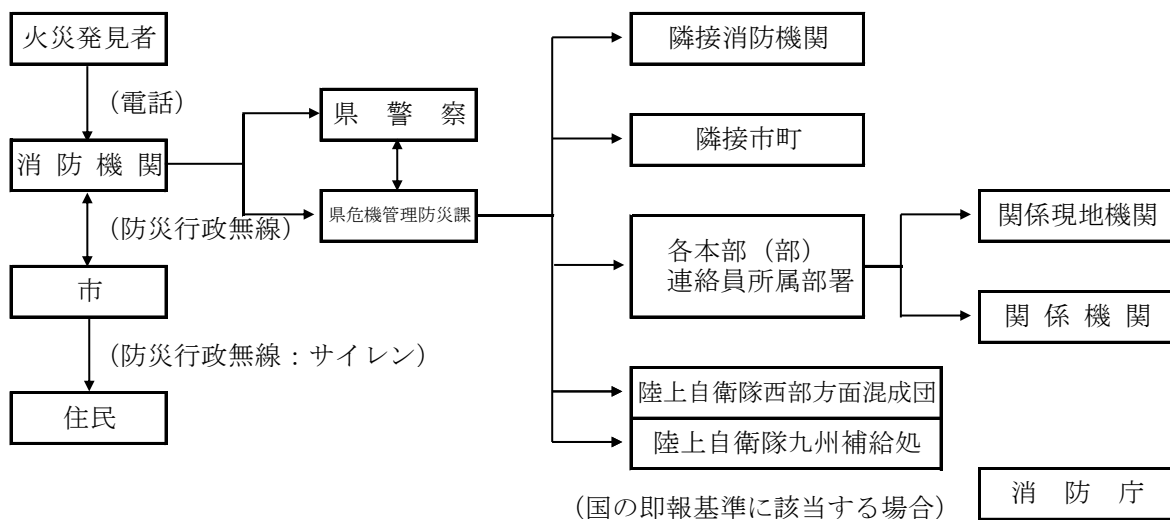 火災発見者
(電話)
消防機関
(防災行政無線)
市
(防災行政無線:サイレン)
住民
県警察
県危機管理防災課
隣接消防機関
隣接市町
各本部(部)
連絡員所属部署
陸上自衛隊西部方面混成団
陸上自衛隊九州補給処
(国の即報基準に該当する場合)
関係現地機関
関係機関
消防庁